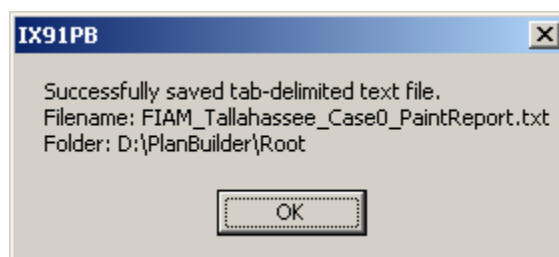 IX91PB
Successfully saved tab-delimited text file.
Filename: FIAM_Tallahassee_Case0_PaintReport.txt
Folder: D:\PlanBuilder\Root
OK